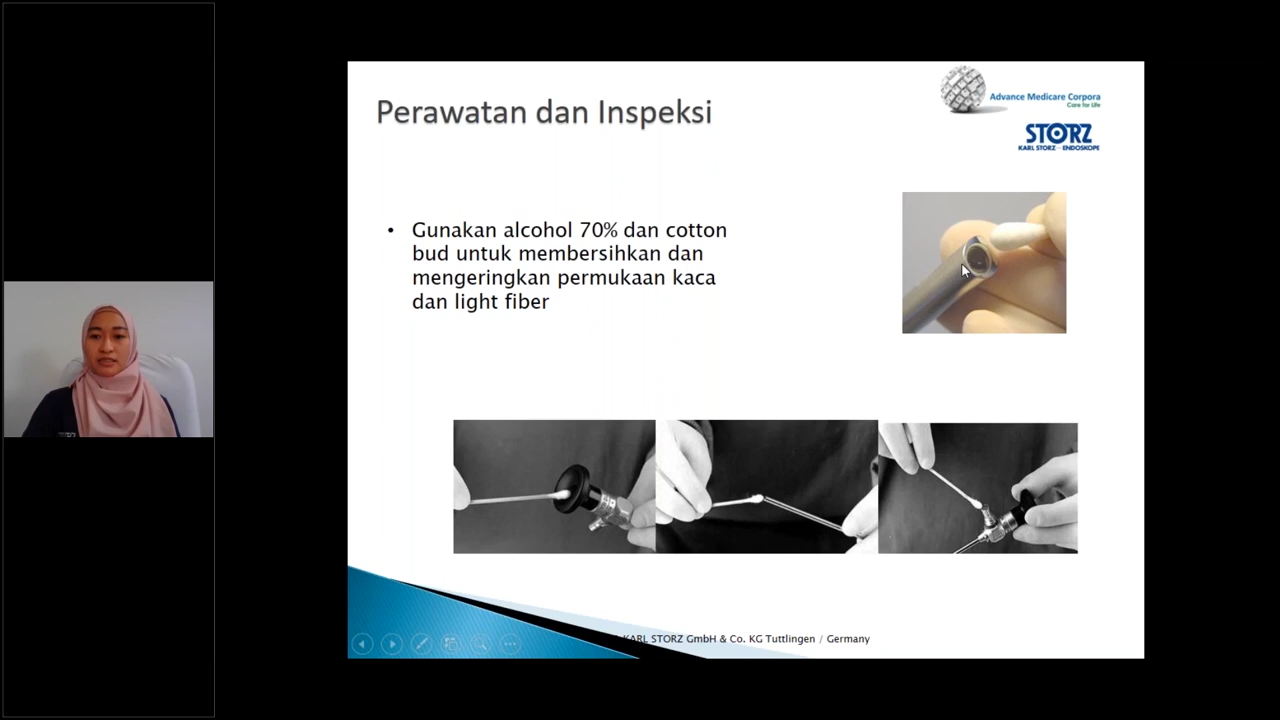 Perawatan dan Inspeksi
Advance Medicare Corpora
Care for Life
STORZ
KARL STORZ - ENDOSKOPE
• Gunakan alcohol 70% dan cotton
bud untuk membersihkan dan
mengeringkan permukaan kaca
dan light fiber
KARL STORZ GmbH & Co. KG Tuttlingen / Germany